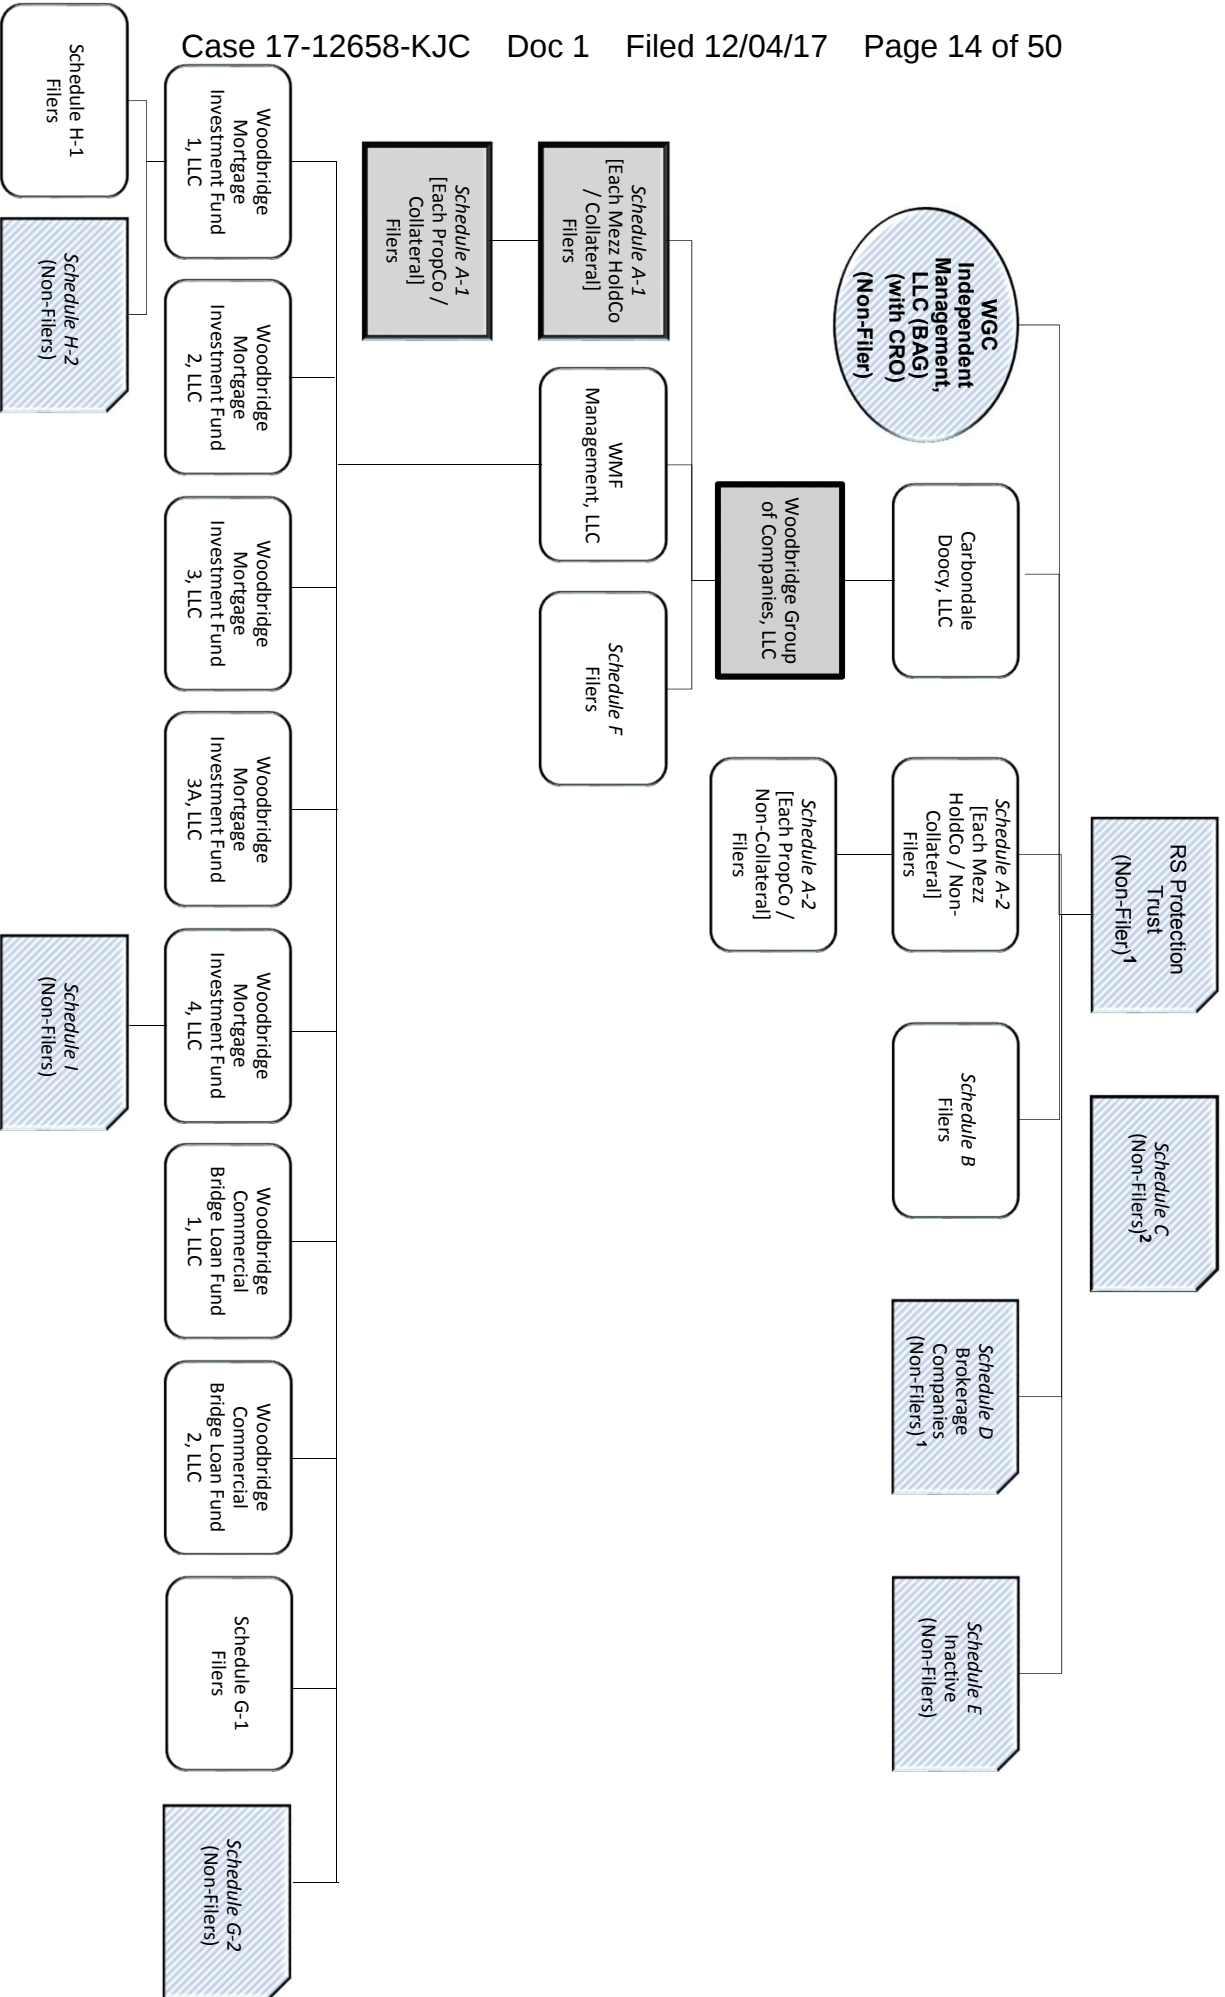 Case 17-12658-KJC Doc 1 Filed 12/04/17 Page 14 of 50
RS Protection
Trust
(Non-Filer)1
Schedule C
(Non-Filers)2
WGC
Independent
Management,
LLC (BAG)
(with CRO)
(Non-Filer)
Carbondale
Doocy, LLC
Schedule A-2
[Each Mezz
HoldCo / Non-
Collateral]
Filers
Schedule B
Filers
Schedule D
Brokerage
Companies
(Non-Filers) 1
Schedule E
Inactive
(Non-Filers)
Woodbridge Group
of Companies, LLC
Schedule A-2
[Each PropCo /
Non-Collateral]
Filers
Schedule A-1
[Each Mezz HoldCo
/ Collateral]
Filers
WMF
Management, LLC
Schedule F
Filers
Schedule A-1
[Each PropCo /
Collateral]
Filers
Woodbridge
Mortgage
Investment Fund
1, LLC
Woodbridge
Mortgage
Investment Fund
2, LLC
Woodbridge
Mortgage
Investment Fund
3, LLC
Woodbridge
Mortgage
Investment Fund
3A, LLC
Woodbridge
Mortgage
Investment Fund
4, LLC
Woodbridge
Commercial
Bridge Loan Fund
1, LLC
Woodbridge
Commercial
Bridge Loan Fund
2, LLC
Schedule G-1
Filers
Schedule G-2
(Non-Filers)
Schedule H-1
Filers
Schedule H-2
(Non-Filers)
Schedule I
(Non-Filers)